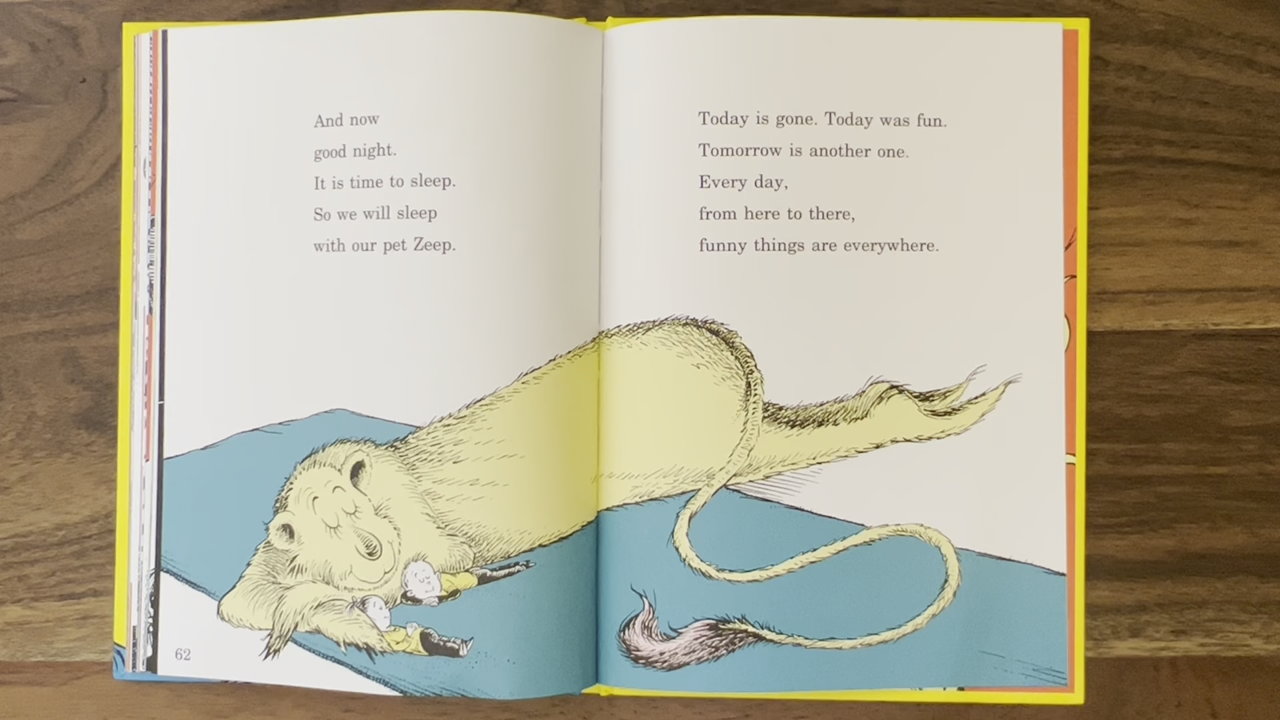 And now
good night.
It is time to sleep.
So we will sleep
with our pet Zeep.
62
Today is gone. Today was fun.
Tomorrow is another one.
Every day,
from here to there,
funny things are everywhere.